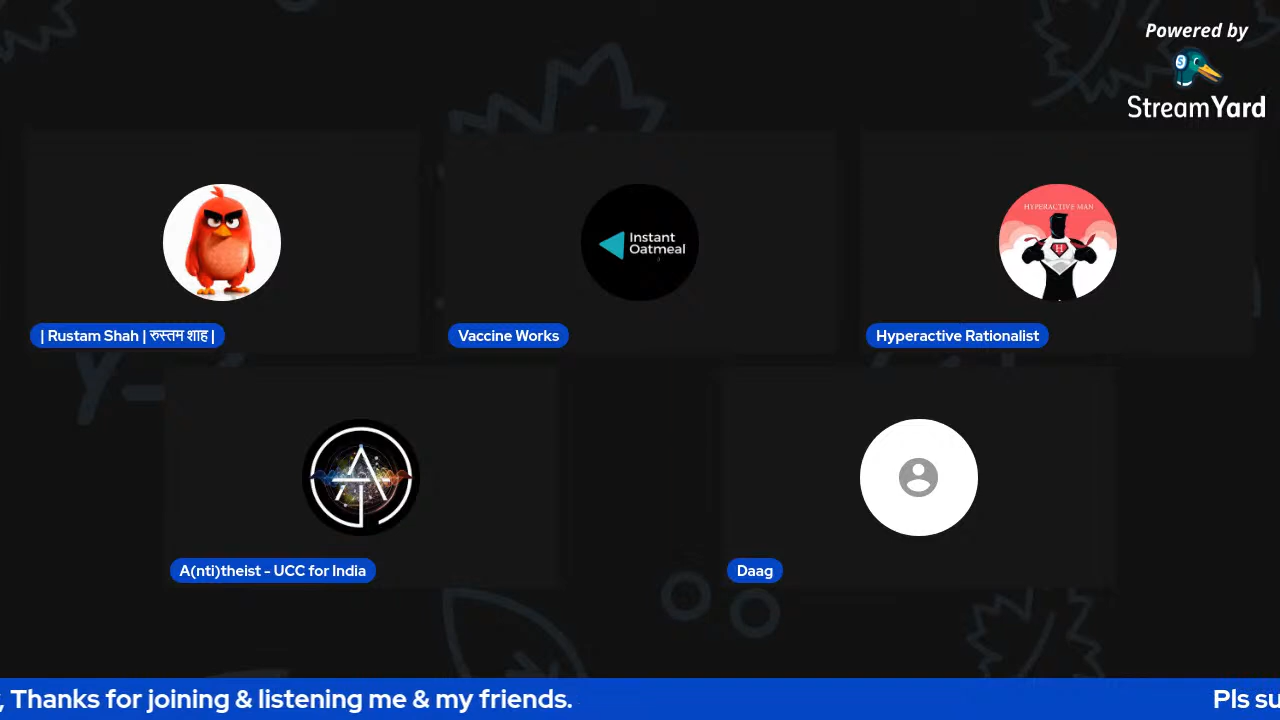 Powered by
StreamYard
Instant
Oatmeal
HYPERACTIVE MAN
H
| Rustam Shah | रुस्तम शाह |
Vaccine Works
Hyperactive Rationalist
A(nti)theist - UCC for India
Daag
, Thanks for joining & listening me & my friends.
Pls su